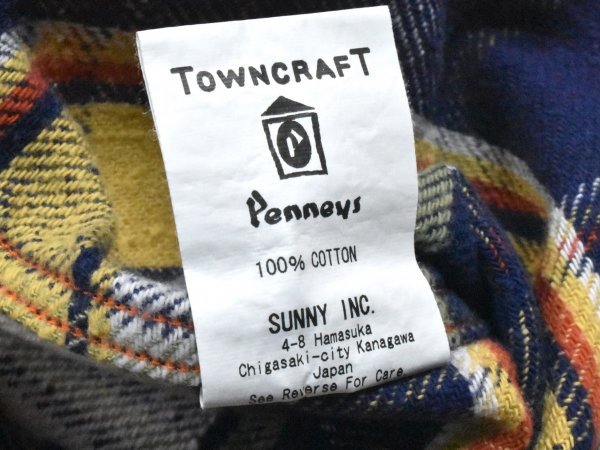 TOWNCRAFT
Penneys
100% COTTON
SUNNY INC.
4-8 Hamasuka
Chigasaki-city Kanagawa
Japan
See Reverse For Care